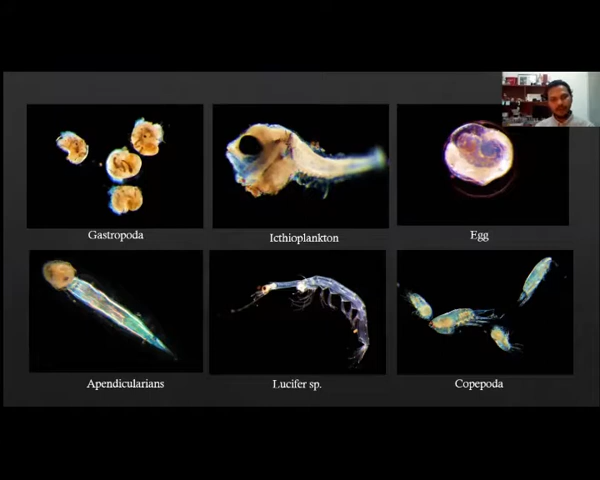 Gastropoda
Icthioplankton
Egg
Apendicularians
Lucifer sp.
Copepoda